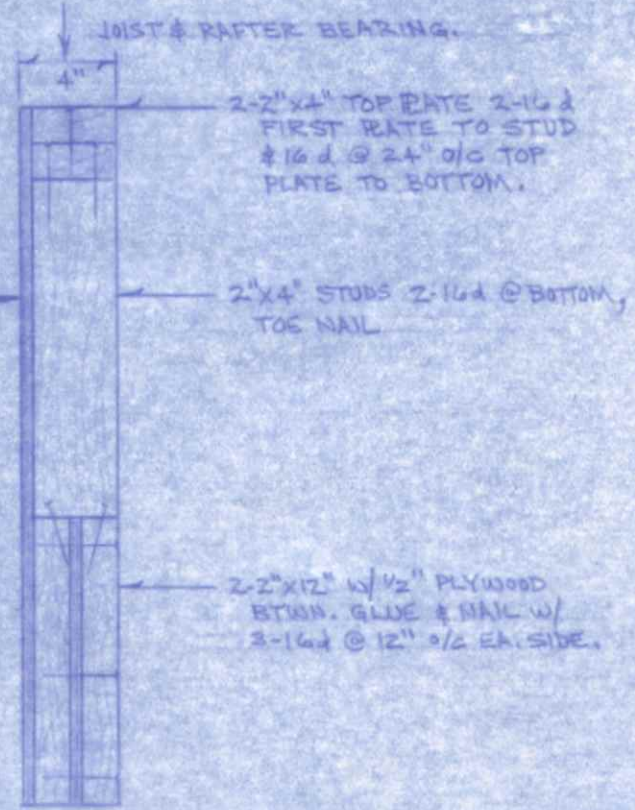 JOIST & RAFTER BEARING.
4"
2-2"x4" TOP PLATE 2-16 d
FIRST PLATE TO STUD
& 16 d @ 24" O/C TOP
PLATE TO BOTTOM.
2"x4" STUDS 2-16d @ BOTTOM,
TOE NAIL
2-2"x12" W/ 1/2" PLYWOOD
BTWN. GLUE & NAIL W/
3-16d @ 12" O/C EA. SIDE.